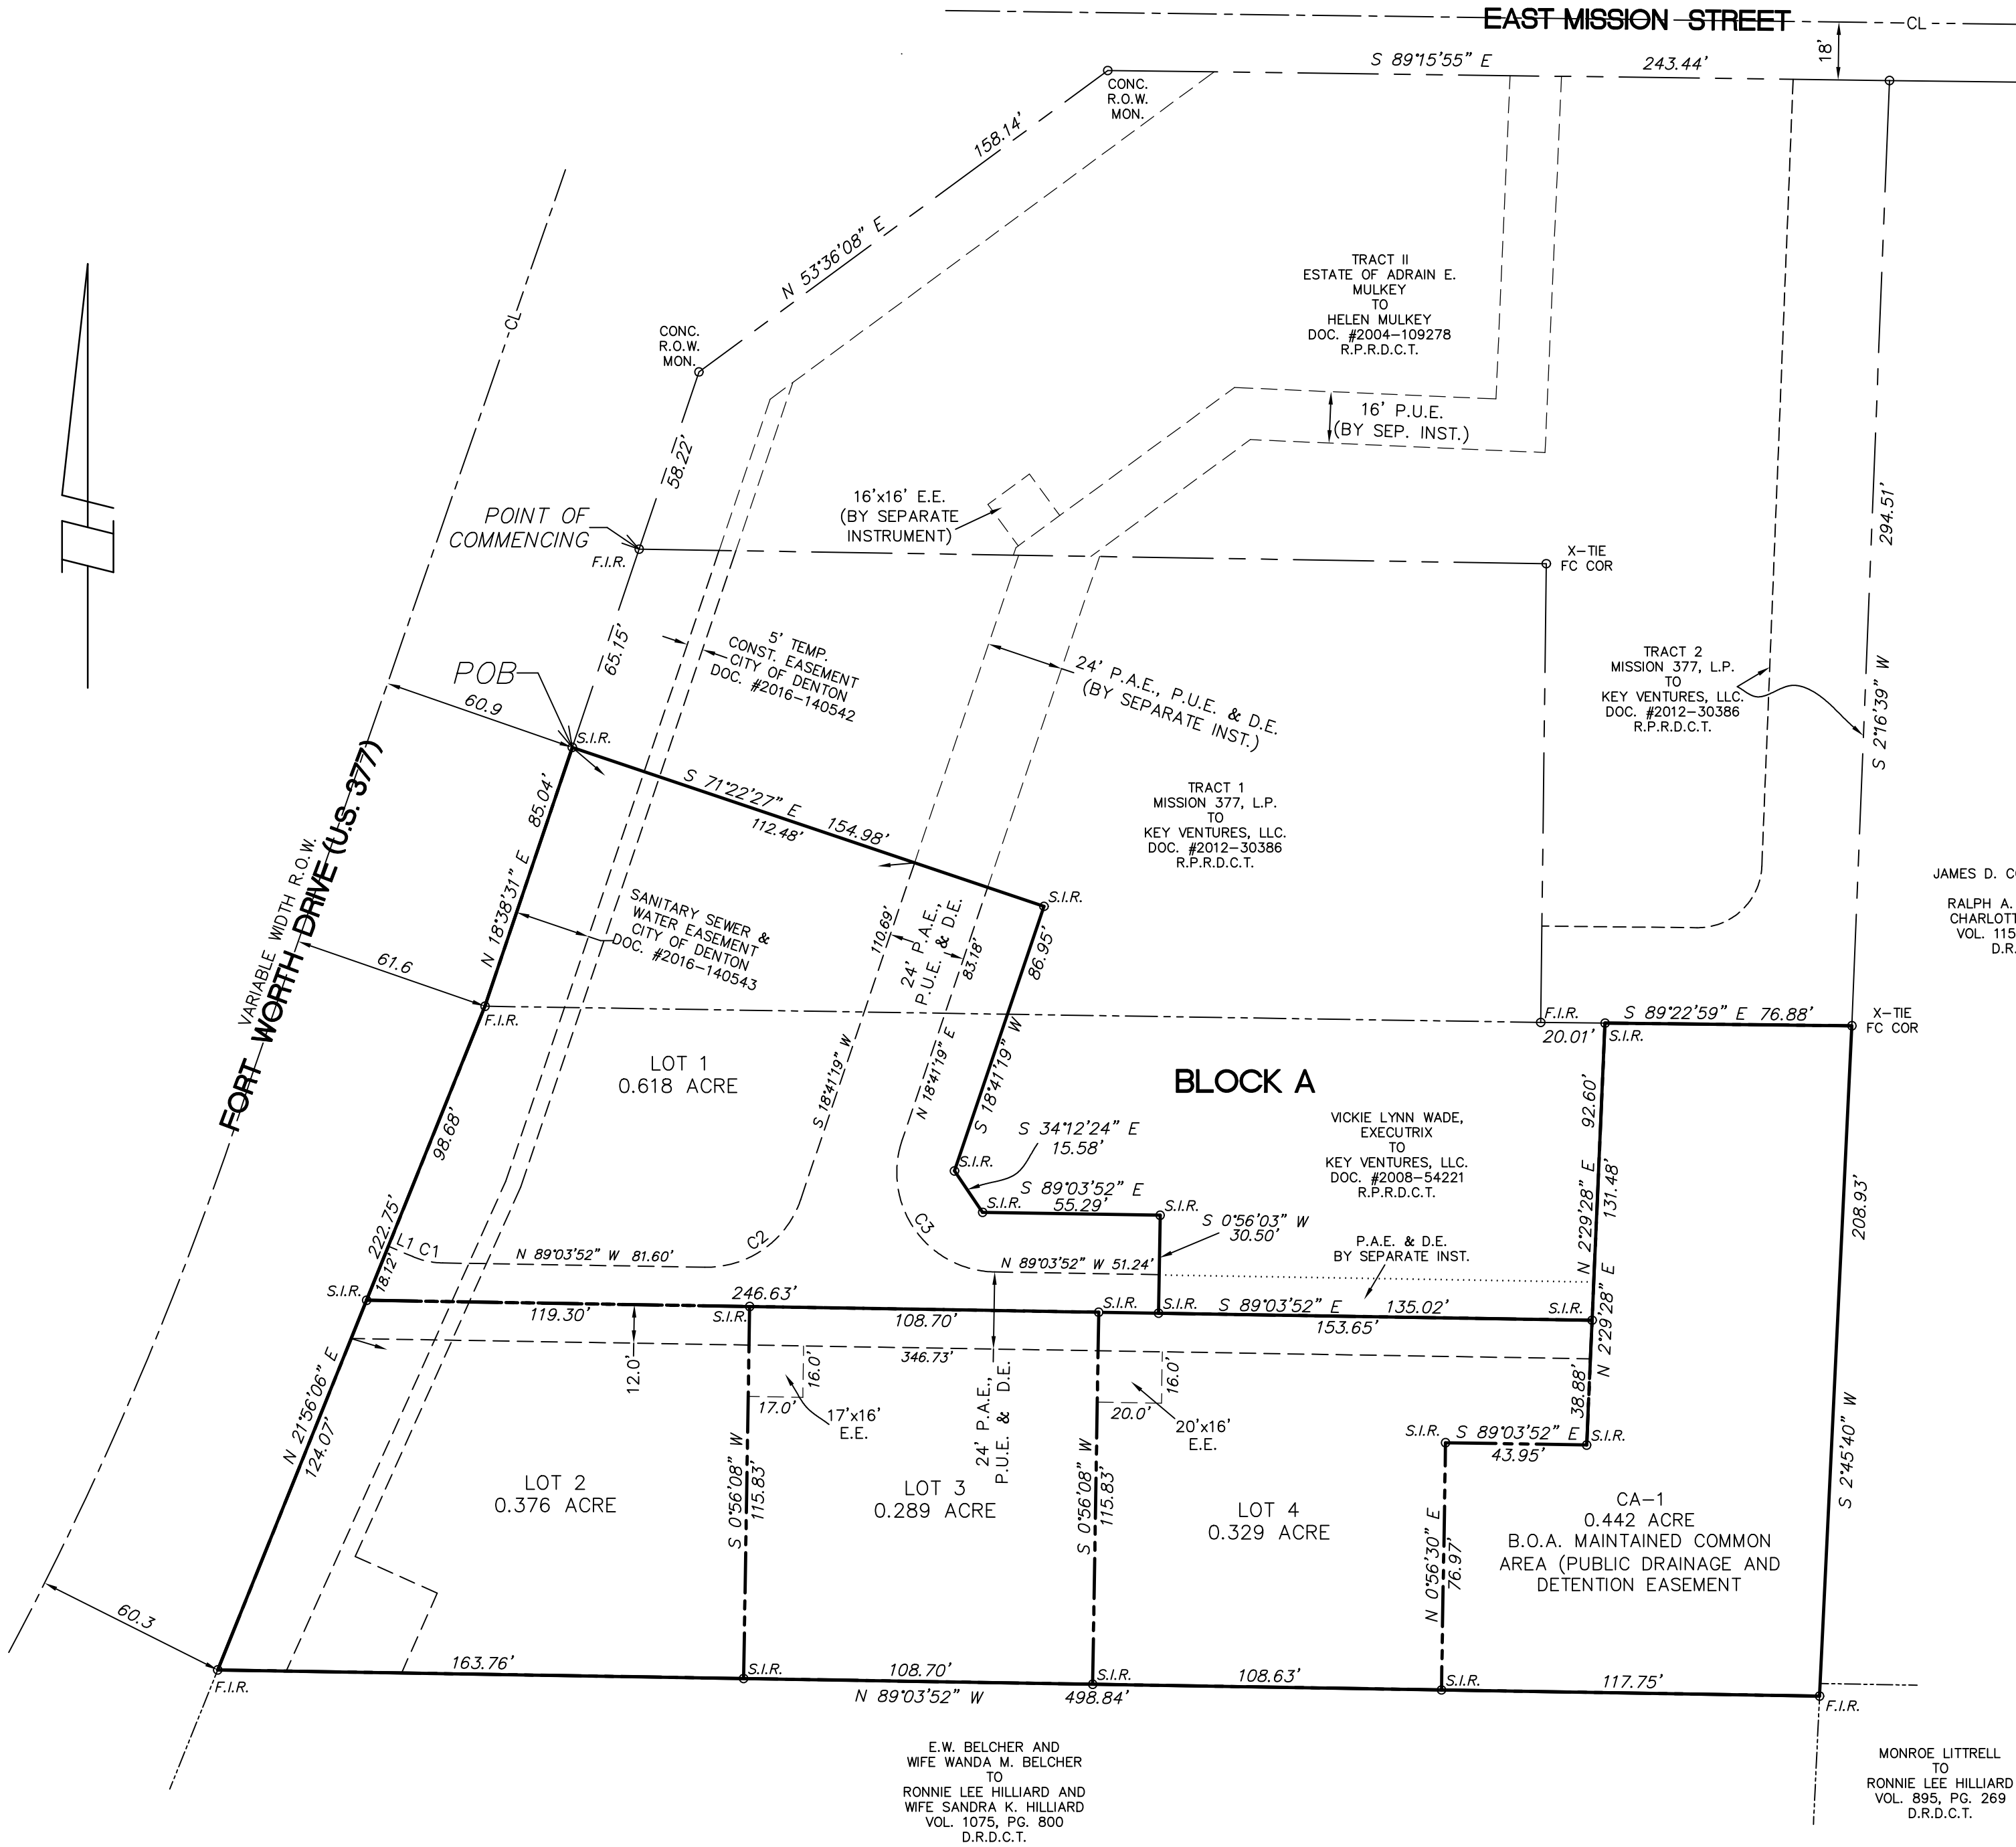 EAST MISSION STREET
CL
18'
S 89°15'55" E
243.44'
CONC.
R.O.W.
MON.
158.14'
N 53°36'08" E
CL
CONC.
R.O.W.
MON.
58.22'
TRACT II
ESTATE OF ADRAIN E.
MULKEY
TO
HELEN MULKEY
DOC. #2004-109278
R.P.R.D.C.T.
16' P.U.E.
(BY SEP. INST.)
16'x16' E.E.
(BY SEPARATE
INSTRUMENT)
294.51'
S 2°16'39" W
POINT OF
COMMENCING
F.I.R.
X-TIE
FC COR
65.15'
5' TEMP.
CONST. EASEMENT
CITY OF DENTON
DOC. #2016-140542
24' P.A.E., P.U.E. & D.E.
(BY SEPARATE INST.)
TRACT 2
MISSION 377, L.P.
TO
KEY VENTURES, LLC.
DOC. #2012-30386
R.P.R.D.C.T.
POB
60.9
S.I.R.
S 71°22'27" E
154.98'
112.48'
TRACT 1
MISSION 377, L.P.
TO
KEY VENTURES, LLC.
DOC. #2012-30386
R.P.R.D.C.T.
85.04'
N 18°38'31" E
VARIABLE WIDTH R.O.W.
FORT WORTH DRIVE (U.S. 377)
61.6
SANITARY SEWER &
WATER EASEMENT
CITY OF DENTON
DOC. #2016-140543
110.69'
24' P.A.E.,
P.U.E. & D.E.
83.18'
S.I.R.
86.95'
JAMES D.
RALPH A.
VOL.
F.I.R.
F.I.R.
20.01'
S 89°22'59" E 76.88'
S.I.R.
X-TIE
FC COR
LOT 1
0.618 ACRE
S 18°41'19" W
N 18°41'19" E
S 18°41'19" W
BLOCK A
98.68'
S 34°12'24" E
15.58'
S.I.R.
VICKIE LYNN WADE,
EXECUTRIX
TO
KEY VENTURES, LLC.
DOC. #2008-54221
R.P.R.D.C.T.
92.60'
N 2°29'28" E
131.48'
208.93'
S 89°03'52" E
S.I.R.
55.29'
S.I.R.
S 0°56'03" W
30.50'
222.75'
L1
C1
N 89°03'52" W 81.60'
C2
C3
N 89°03'52" W 51.24'
P.A.E. & D.E.
BY SEPARATE INST.
18.12'
S.I.R.
246.63'
119.30'
S.I.R.
108.70'
S.I.R.
S.I.R.
S 89°03'52" E
135.02'
153.65'
S.I.R.
N 2°29'28" E
12.0'
346.73'
16.0'
17.0'
17'x16'
E.E.
24' P.A.E.,
P.U.E. & D.E.
16.0'
20.0'
20'x16'
E.E.
38.88'
N 21°56'06" E
124.07'
S.I.R.
S 89°03'52" E
43.95'
S.I.R.
S 2°45'40" W
LOT 2
0.376 ACRE
S 0°56'08" W
115.83'
LOT 3
0.289 ACRE
S 0°56'08" W
115.83'
LOT 4
0.329 ACRE
N 0°56'30" E
76.97'
CA-1
0.442 ACRE
B.O.A. MAINTAINED COMMON
AREA (PUBLIC DRAINAGE AND
DETENTION EASEMENT
60.3
F.I.R.
163.76'
S.I.R.
108.70'
N 89°03'52" W
S.I.R.
498.84'
108.63'
S.I.R.
117.75'
F.I.R.
E.W. BELCHER AND
WIFE WANDA M. BELCHER
TO
RONNIE LEE HILLIARD AND
WIFE SANDRA K. HILLIARD
VOL. 1075, PG. 800
D.R.D.C.T.
MONROE LITTRELL
TO
RONNIE LEE HILLIARD
VOL. 895, PG. 269
D.R.D.C.T.